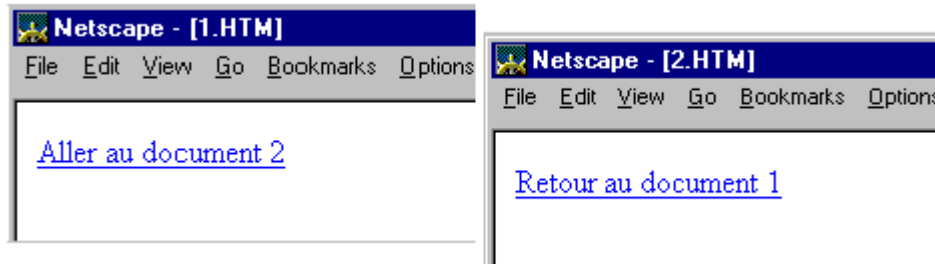 Netscape - [1.HTM]
File Edit View Go Bookmarks Options
Aller au document 2
Netscape - [2.HTM]
File Edit View Go Bookmarks Options
Retour au document 1